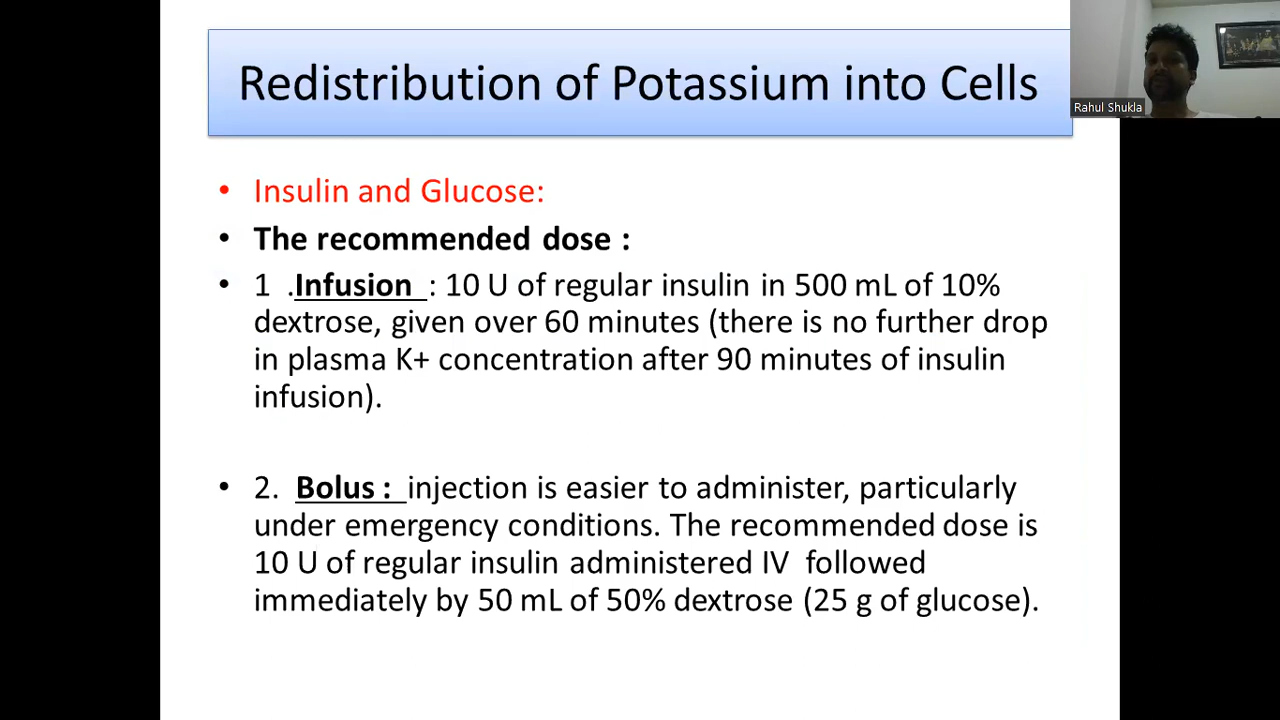 Redistribution of Potassium into Cells
Rahul Shukla
• Insulin and Glucose:
• The recommended dose :
• 1 .Infusion : 10 U of regular insulin in 500 mL of 10%
dextrose, given over 60 minutes (there is no further drop
in plasma K+ concentration after 90 minutes of insulin
infusion).
• 2. Bolus : injection is easier to administer, particularly
under emergency conditions. The recommended dose is
10 U of regular insulin administered IV followed
immediately by 50 mL of 50% dextrose (25 g of glucose).